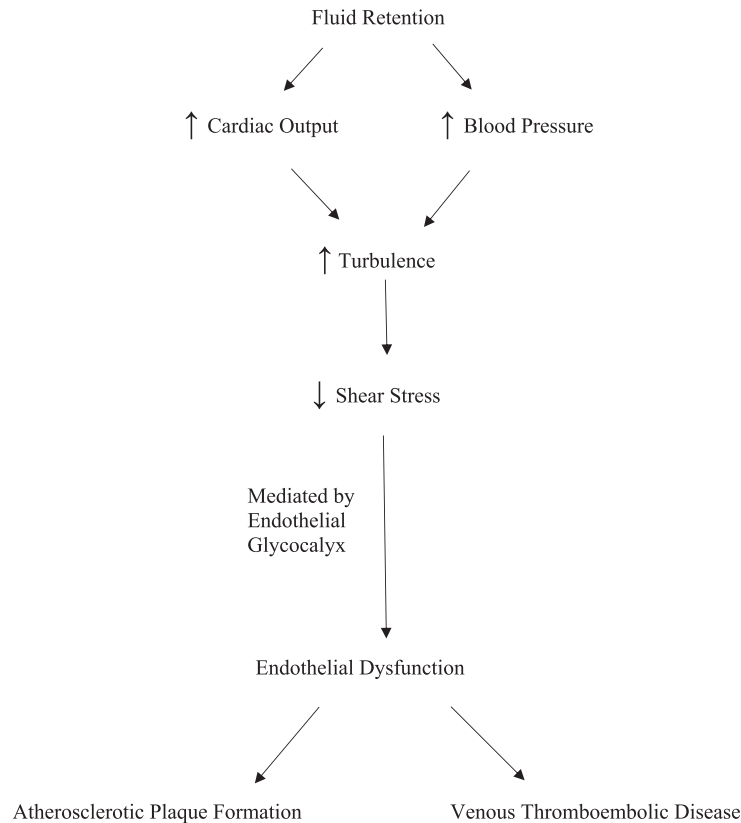 Fluid Retention
↑ Cardiac Output
↑ Blood Pressure
↑ Turbulence
↓ Shear Stress
Mediated by
Endothelial
Glycocalyx
Endothelial Dysfunction
Atherosclerotic Plaque Formation
Venous Thromboembolic Disease